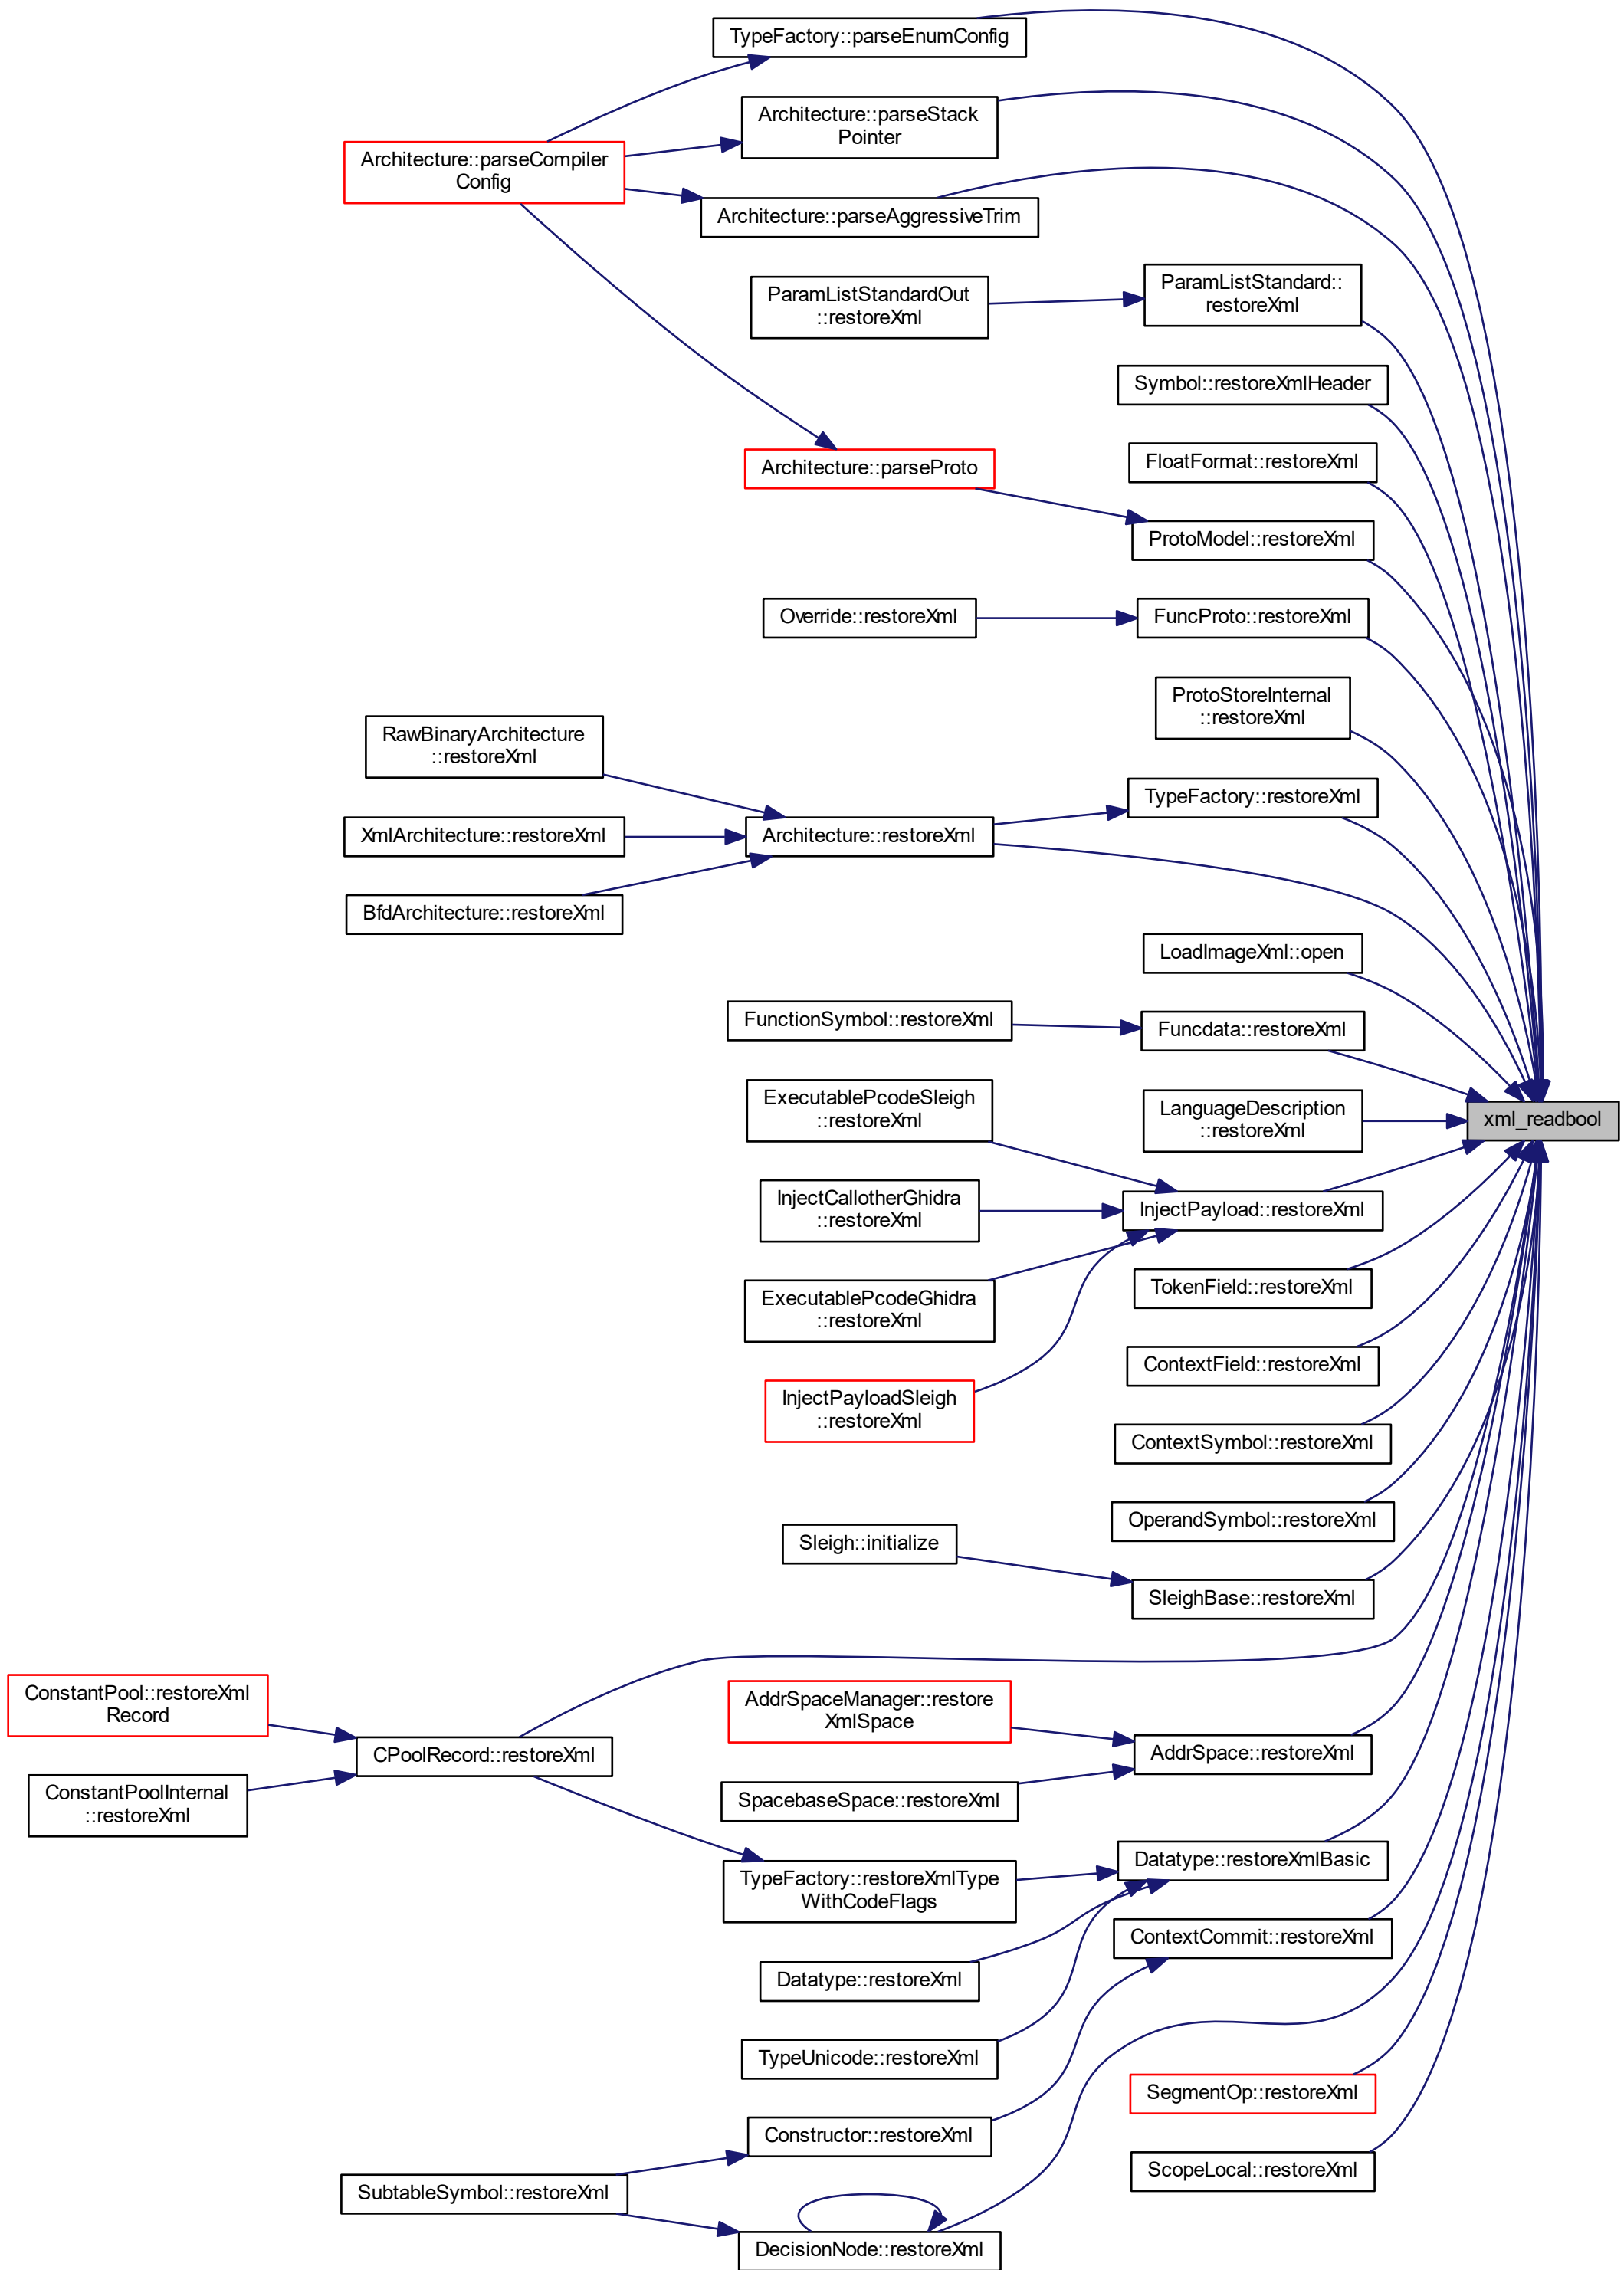 TypeFactory::parseEnumConfig
Architecture::parseStack
Pointer
Architecture::parseCompiler
Config
Architecture::parseAggressiveTrim
ParamListStandardOut
::restoreXml
ParamListStandard::
restoreXml
Symbol::restoreXmlHeader
FloatFormat::restoreXml
Architecture::parseProto
ProtoModel::restoreXml
Override::restoreXml
FuncProto::restoreXml
ProtoStoreInternal
::restoreXml
RawBinaryArchitecture
::restoreXml
TypeFactory::restoreXml
XmlArchitecture::restoreXml
Architecture::restoreXml
BfdArchitecture::restoreXml
LoadImageXml::open
FunctionSymbol::restoreXml
Funcdata::restoreXml
ExecutablePcodeSleigh
::restoreXml
LanguageDescription
::restoreXml
xml_readbool
InjectCallotherGhidra
::restoreXml
InjectPayload::restoreXml
ExecutablePcodeGhidra
::restoreXml
TokenField::restoreXml
ContextField::restoreXml
InjectPayloadSleigh
::restoreXml
ContextSymbol::restoreXml
OperandSymbol::restoreXml
Sleigh::initialize
SleighBase::restoreXml
ConstantPool::restoreXml
Record
AddrSpaceManager::restore
XmlSpace
CPoolRecord::restoreXml
AddrSpace::restoreXml
ConstantPoolInternal
::restoreXml
SpacebaseSpace::restoreXml
Datatype::restoreXmlBasic
TypeFactory::restoreXmlType
WithCodeFlags
ContextCommit::restoreXml
Datatype::restoreXml
TypeUnicode::restoreXml
SegmentOp::restoreXml
Constructor::restoreXml
ScopeLocal::restoreXml
SubtableSymbol::restoreXml
DecisionNode::restoreXml